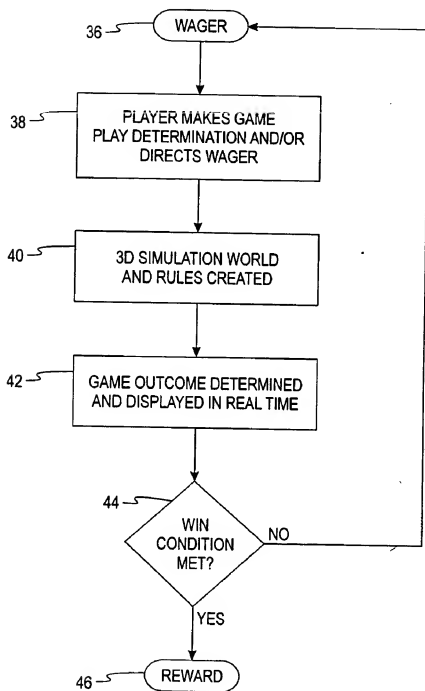 36 WAGER
38 PLAYER MAKES GAME
PLAY DETERMINATION AND/OR
DIRECTS WAGER
40 3D SIMULATION WORLD
AND RULES CREATED
42 GAME OUTCOME DETERMINED
AND DISPLAYED IN REAL TIME
44
WIN
CONDITION
MET?
NO
YES
46 REWARD